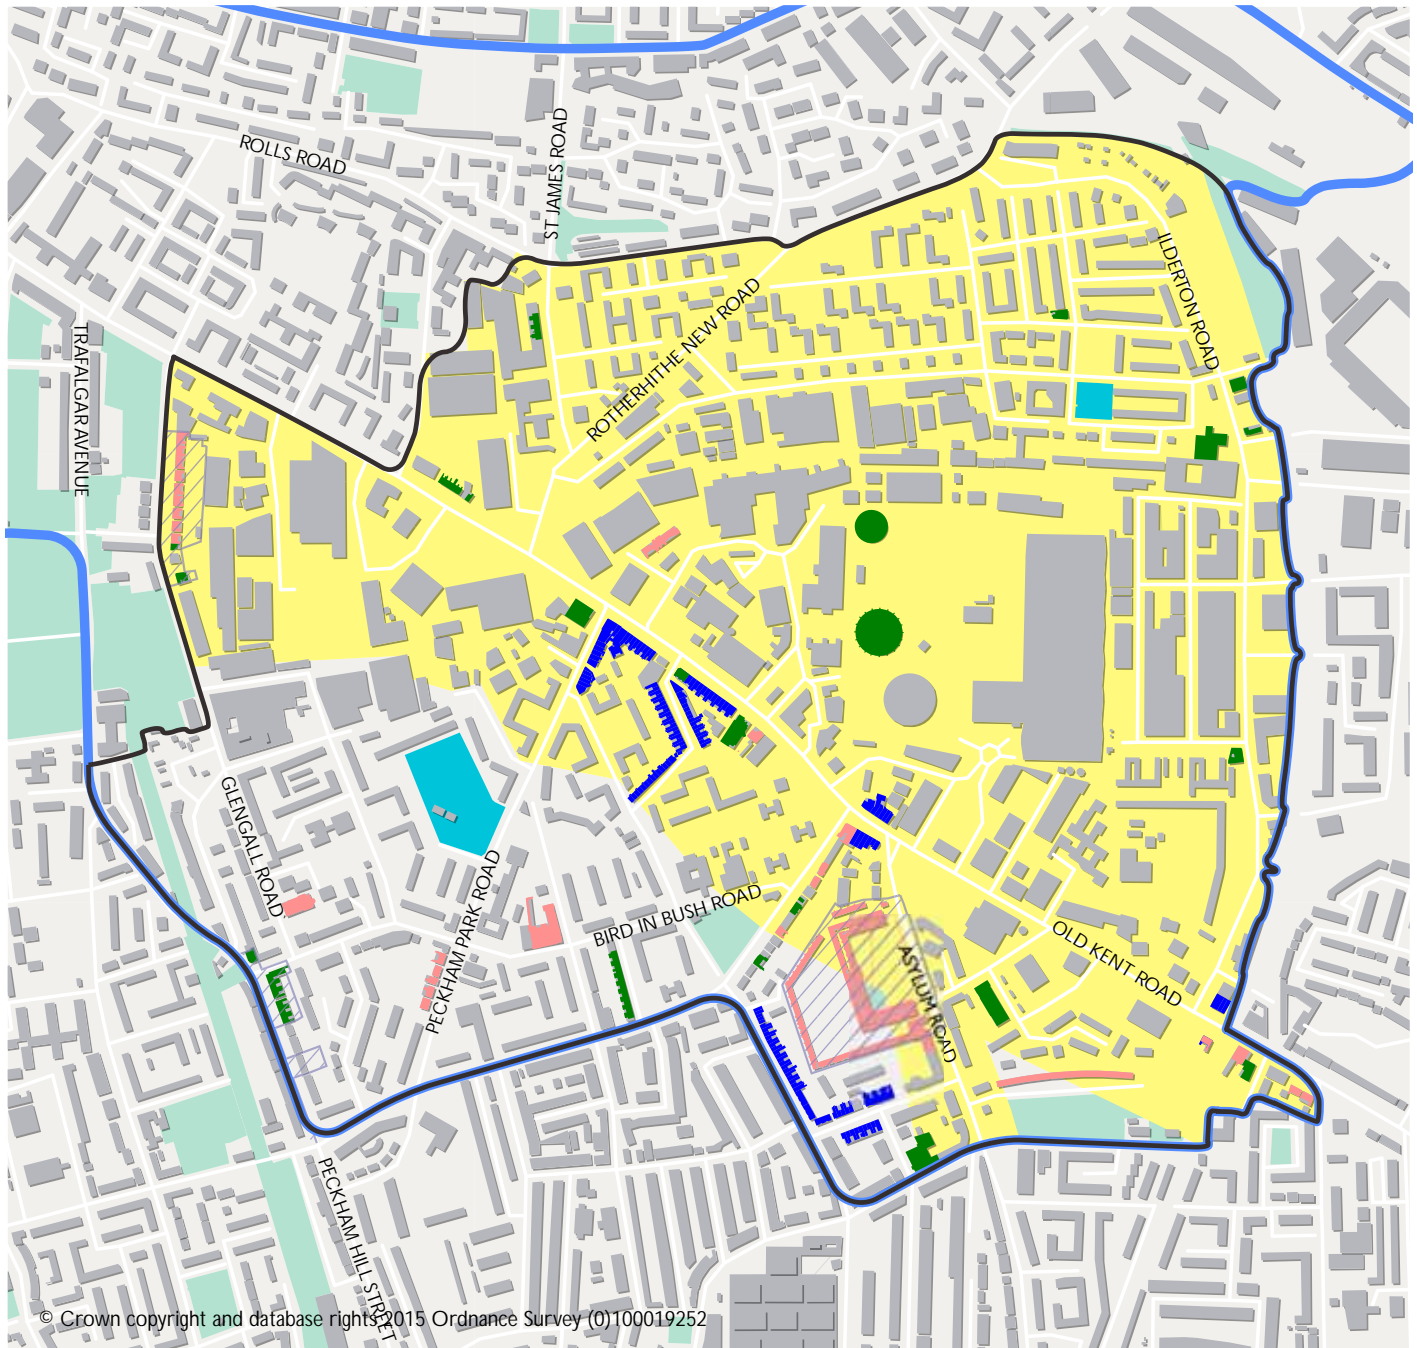 ROLLS ROAD
ST JAMES ROAD
TRAFALGAR AVENUE
ROTHERHITHE NEW ROAD
ILDERTON ROAD
GLENGALL ROAD
PECKHAM PARK ROAD
BIRD IN BUSH ROAD
ASYLUM ROAD
OLD KENT ROAD
PECKHAM HILL STREET
© Crown copyright and database rights 2015 Ordnance Survey (0)100019252